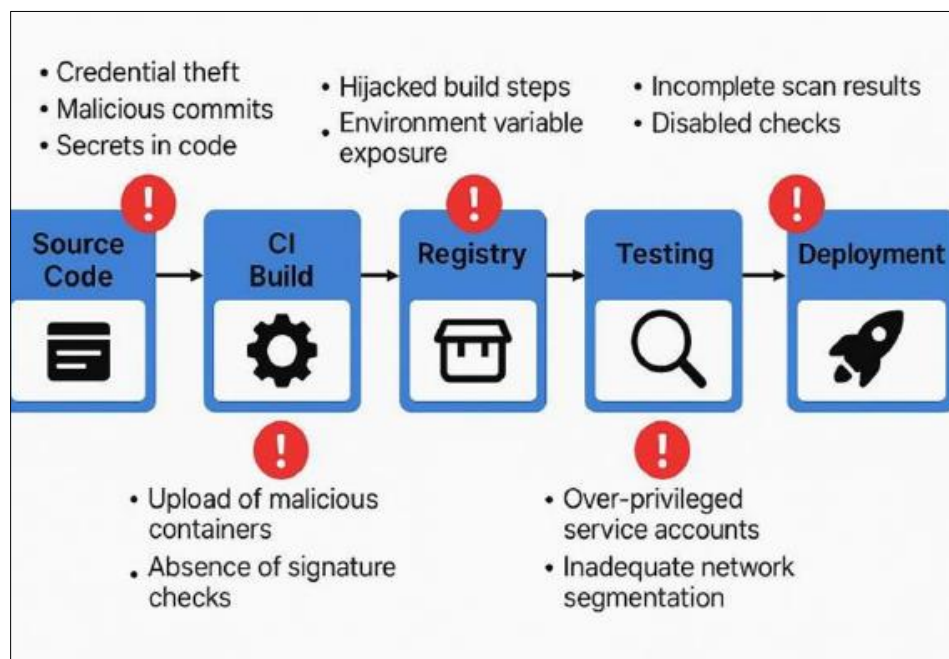 • Credential theft
• Malicious commits
• Secrets in code
• Hijacked build steps
• Environment variable
exposure
• Incomplete scan results
• Disabled checks
Source
Code
CI
Build
Registry
Testing
Deployment
• Upload of malicious
containers
• Absence of signature
checks
• Over-privileged
service accounts
• Inadequate network
segmentation